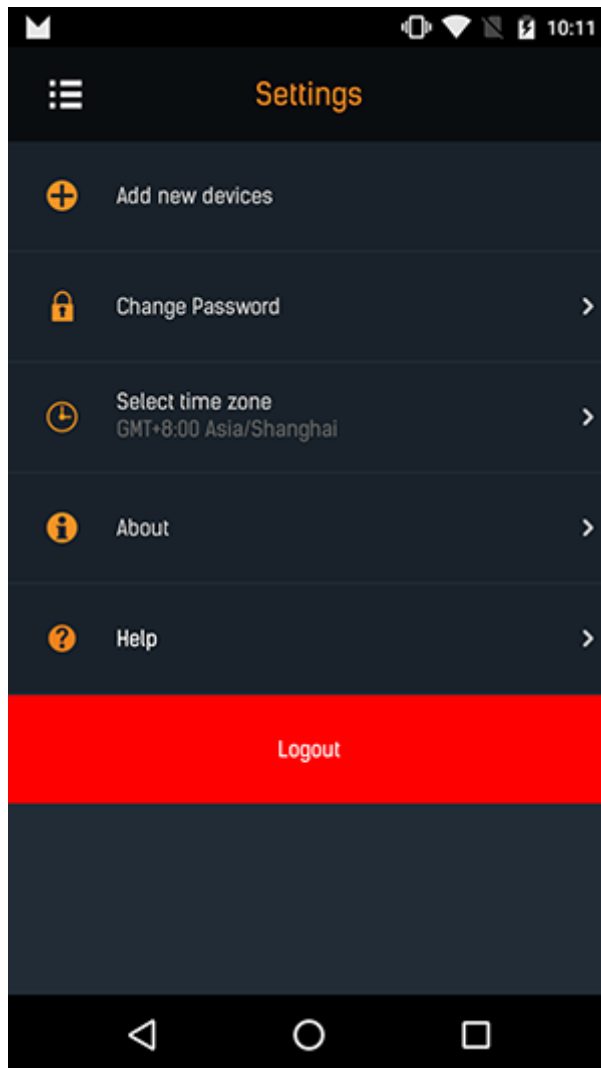 10:11
Settings
Add new devices
Change Password
Select time zone
GMT+8:00 Asia/Shanghai
About
Help
Logout